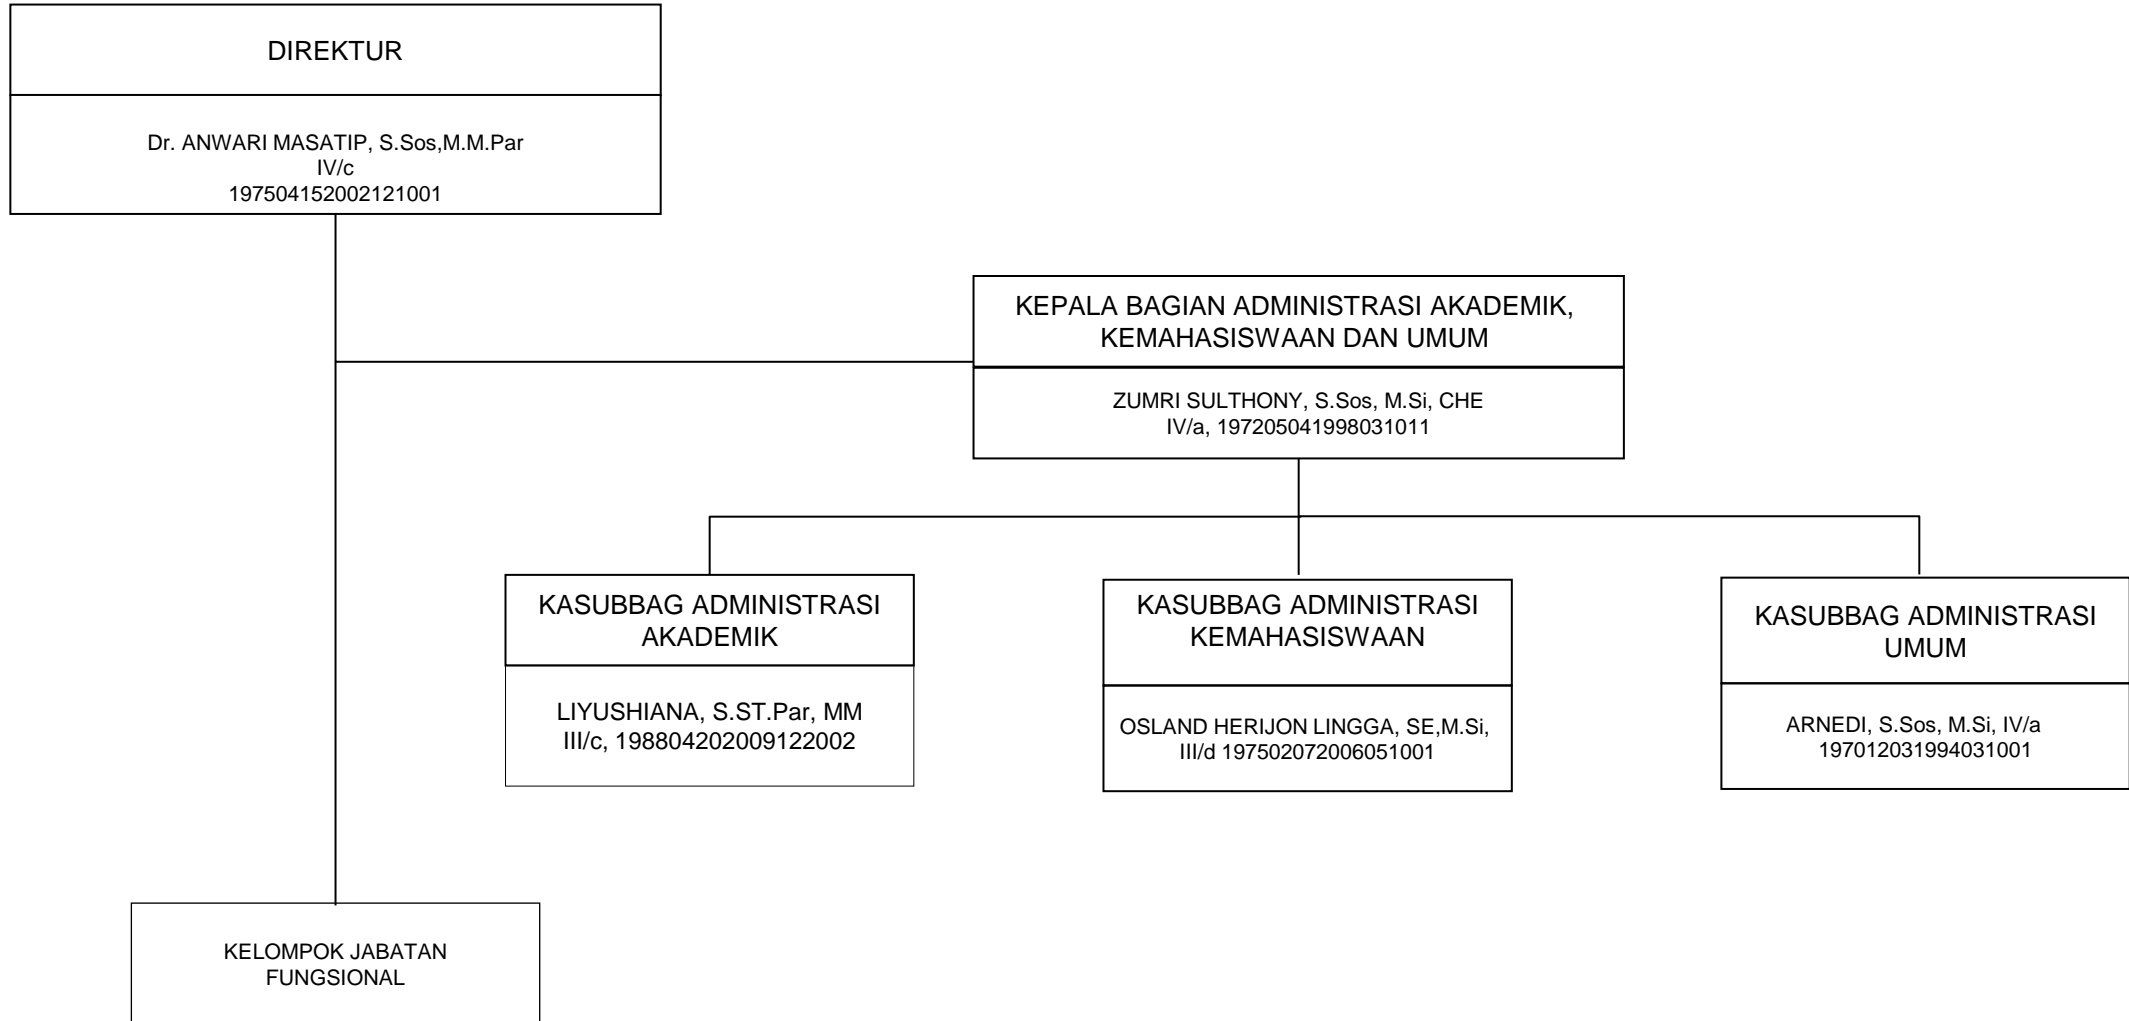 DIREKTUR
Dr. ANWARI MASATIP, S.Sos,M.M.Par
IV/c
197504152002121001
KEPALA BAGIAN ADMINISTRASI AKADEMIK,
KEMAHASISWAAN DAN UMUM
ZUMRI SULTHONY, S.Sos, M.Si, CHE
IV/a, 197205041998031011
KASUBBAG ADMINISTRASI
AKADEMIK
LIYUSHIANA, S.ST.Par, MM
III/c, 198804202009122002
KASUBBAG ADMINISTRASI
KEMAHASISWAAN
OSLAND HERIJON LINGGA, SE,M.Si,
III/d 197502072006051001
KASUBBAG ADMINISTRASI
UMUM
ARNEDI, S.Sos, M.Si, IV/a
197012031994031001
KELOMPOK JABATAN
FUNGSIONAL